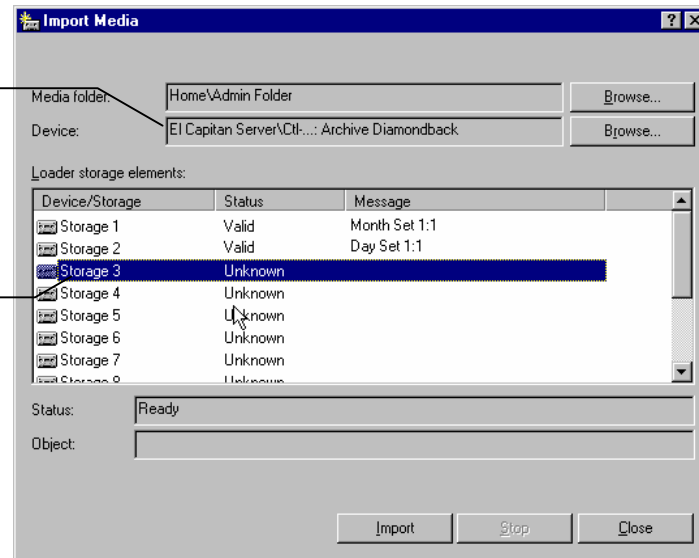 Import Media
Media folder: Home\Admin Folder Browse...
Device: El Capitan Server\Ctl-...: Archive Diamondback Browse...
Loader storage elements:
Device/Storage Status Message
Storage 1 Valid Month Set 1:1
Storage 2 Valid Day Set 1:1
Storage 3 Unknown
Storage 4 Unknown
Storage 5 Unknown
Storage 6 Unknown
Storage 7 Unknown
Storage 8 Unknown
Status: Ready
Object:
Import Stop Close